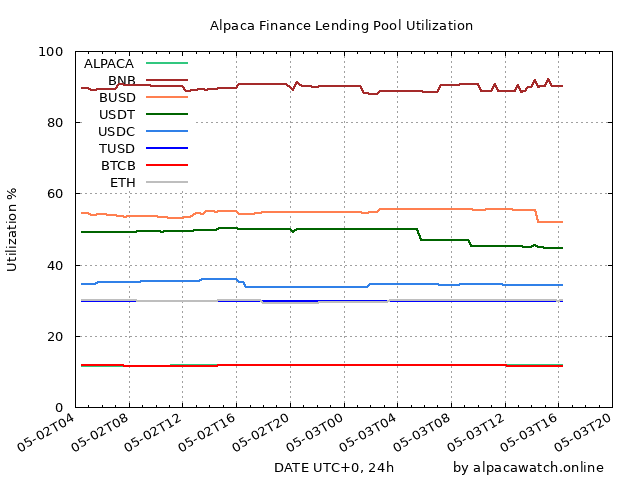 Alpaca Finance Lending Pool Utilization
100
80
60
40
20
0
Utilization %
ALPACA
BNB
BUSD
USDT
USDC
TUSD
BTCB
ETH
05-02T04
05-02T08
05-02T12
05-02T16
05-02T20
05-03T00
05-03T04
05-03T08
05-03T12
05-03T16
05-03T20
DATE UTC+0, 24h
by alpacawatch.online